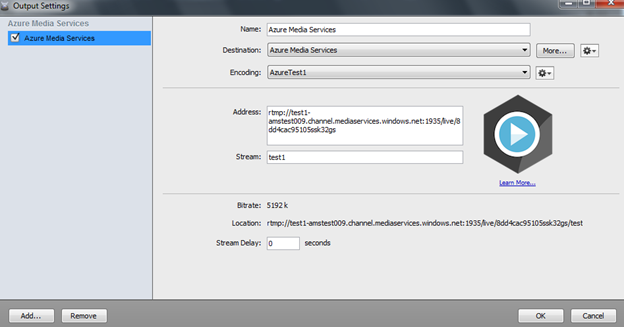 Output Settings
Azure Media Services
Azure Media Services
Name: Azure Media Services
Destination: Azure Media Services More...
Encoding: AzureTest1
Address: rtmp://test1-
amstest009.channel.mediaservices.windows.net:1935/live/8
dd4cac95105ssk32gs
Stream: test1
Learn More...
Bitrate: 5192 k
Location: rtmp://test1-amstest009.channel.mediaservices.windows.net:1935/live/8dd4cac95105ssk32gs/test
Stream Delay: 0 seconds
Add... Remove OK Cancel